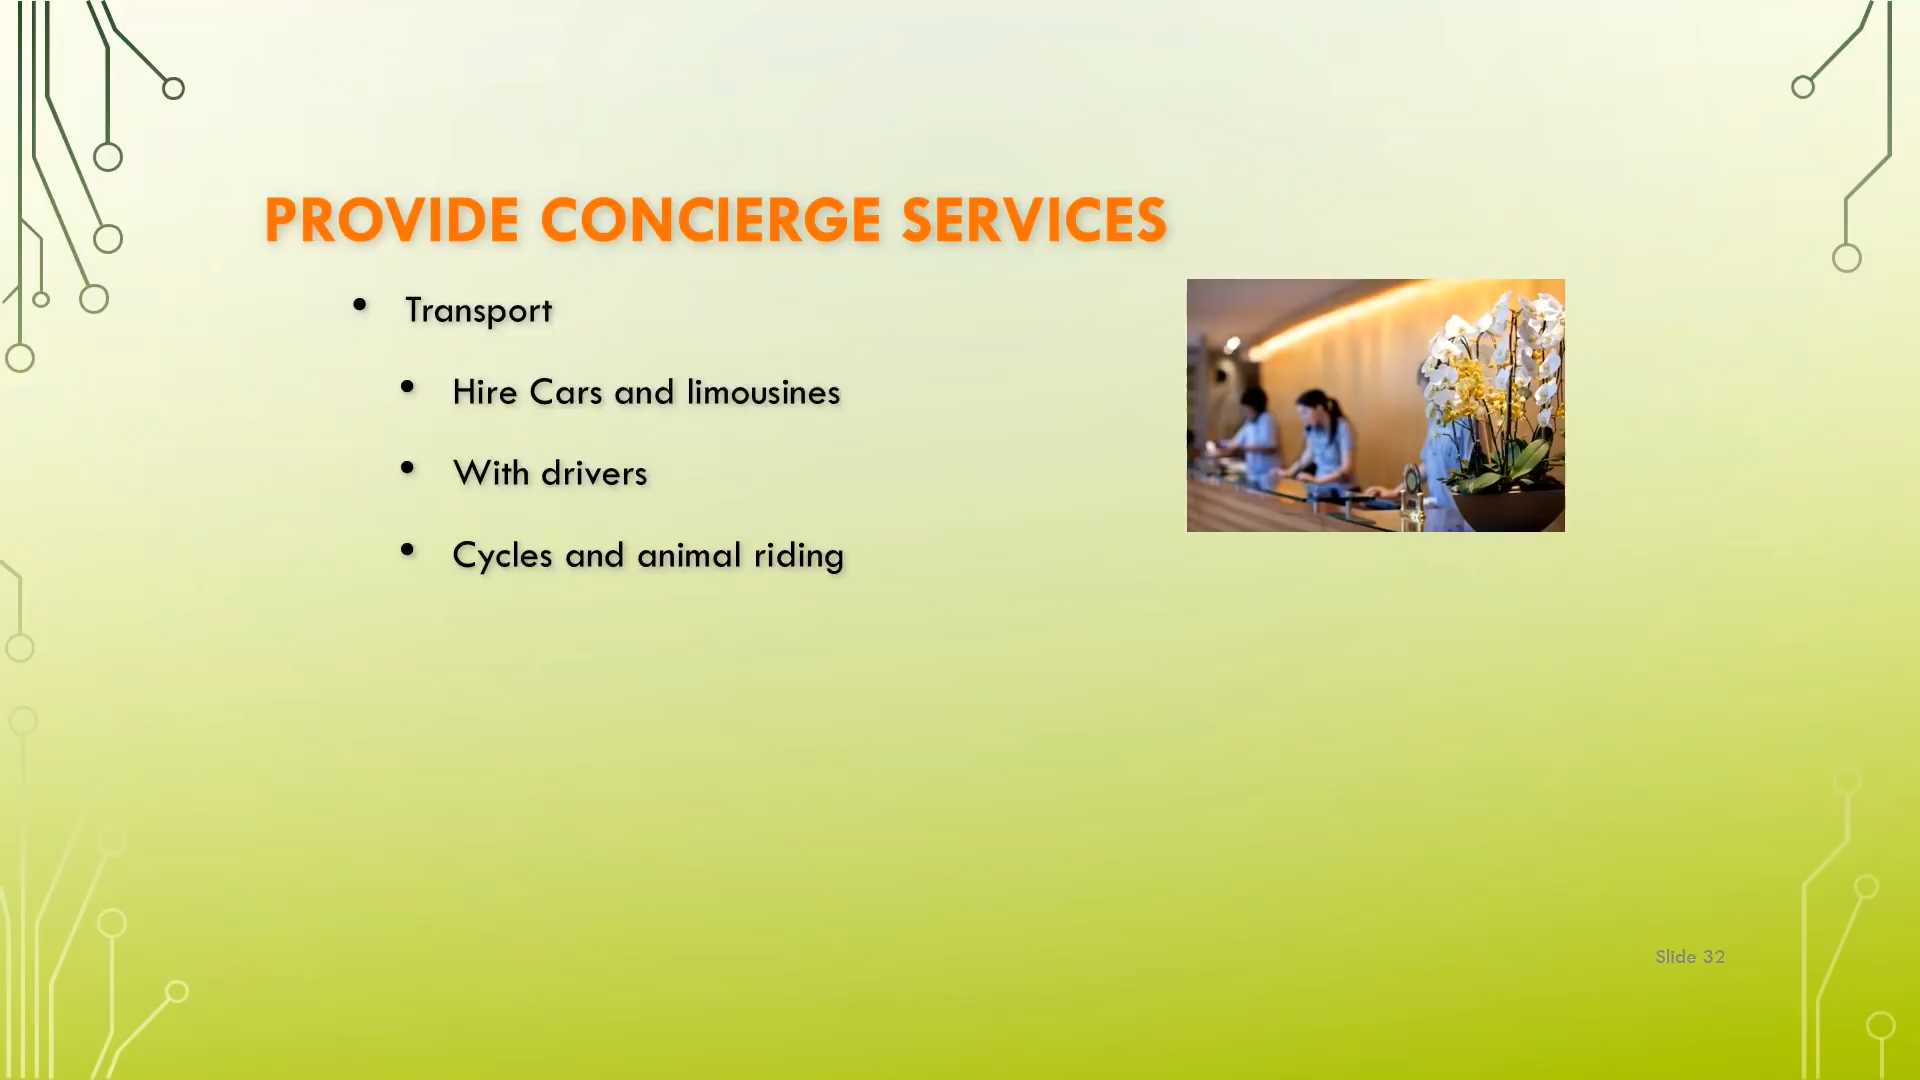 PROVIDE CONCIERGE SERVICES
• Transport
• Hire Cars and limousines
• With drivers
• Cycles and animal riding
Slide 32